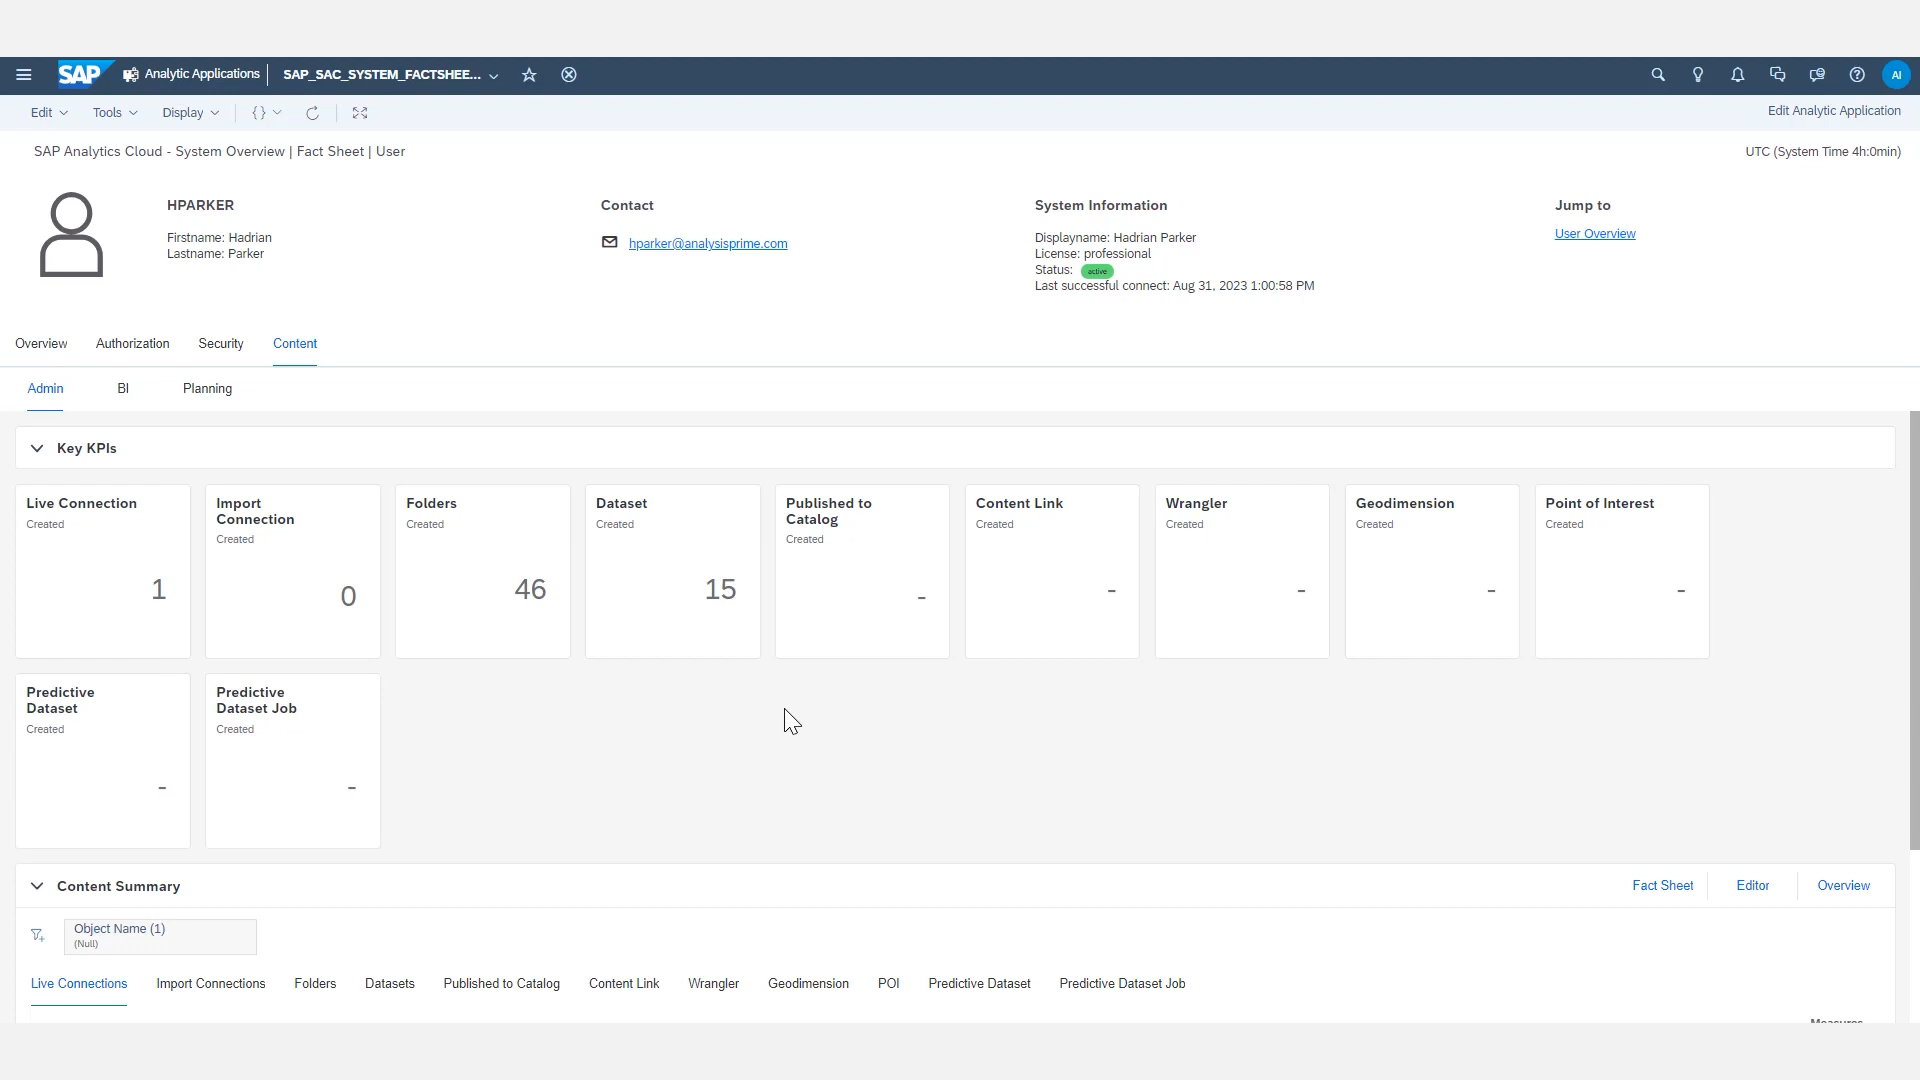 SAP Analytic Applications SAP_SAC_SYSTEM_FACTSHEE... AI
Edit Tools Display {} Edit Analytic Application
SAP Analytics Cloud - System Overview | Fact Sheet | User UTC (System Time 4h:0min)
HPARKER Contact System Information Jump to
Firstname: Hadrian hparker@analysisprime.com Displayname: Hadrian Parker User Overview
Lastname: Parker License: professional
Status: active
Last successful connect: Aug 31, 2023 1:00:58 PM
Overview Authorization Security Content
Admin BI Planning
Key KPIs
Live Connection
Created
1
Import
Connection
Created
0
Folders
Created
46
Dataset
Created
15
Published to
Catalog
Created
-
Content Link
Created
-
Wrangler
Created
-
Geodimension
Created
-
Point of Interest
Created
-
Predictive
Dataset
Created
-
Predictive
Dataset Job
Created
-
Content Summary Fact Sheet Editor Overview
Object Name (1)
(Null)
Live Connections Import Connections Folders Datasets Published to Catalog Content Link Wrangler Geodimension POI Predictive Dataset Predictive Dataset Job
Measures